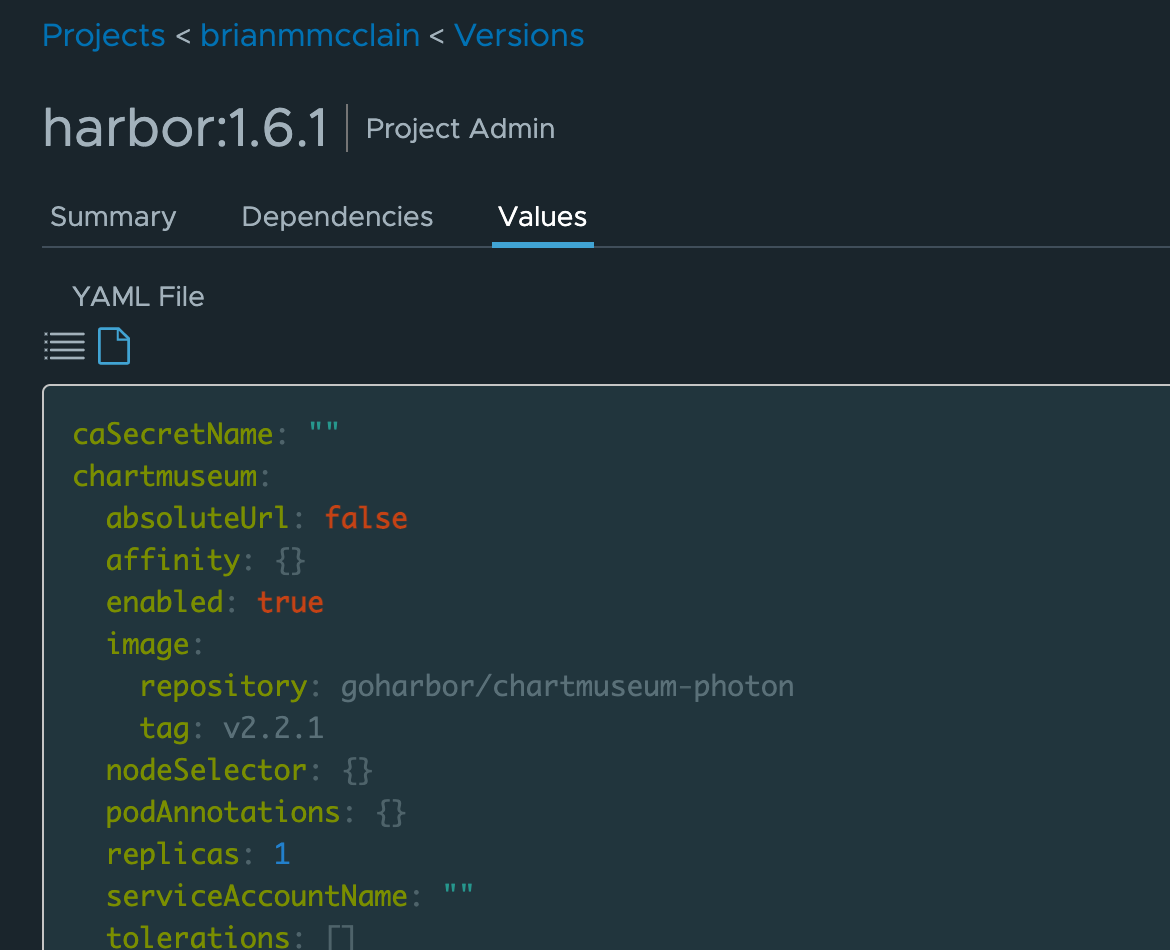 Projects < brianmmcclain < Versions
harbor:1.6.1 Project Admin
Summary Dependencies Values
YAML File
caSecretName: ""
chartmuseum:
  absoluteUrl: false
  affinity: {}
  enabled: true
  image:
    repository: goharbor/chartmuseum-photon
    tag: v2.2.1
  nodeSelector: {}
  podAnnotations: {}
  replicas: 1
  serviceAccountName: ""
  tolerations: []